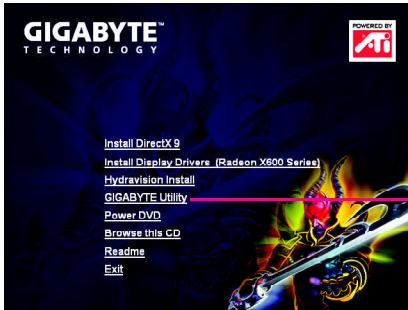 GIGABYTE™
TECHNOLOGY
POWERED BY
ATi
Install DirectX 9
Install Display Drivers (Radeon X600 Series)
Hydravision Install
GIGABYTE Utility
Power DVD
Browse this CD
Readme
Exit